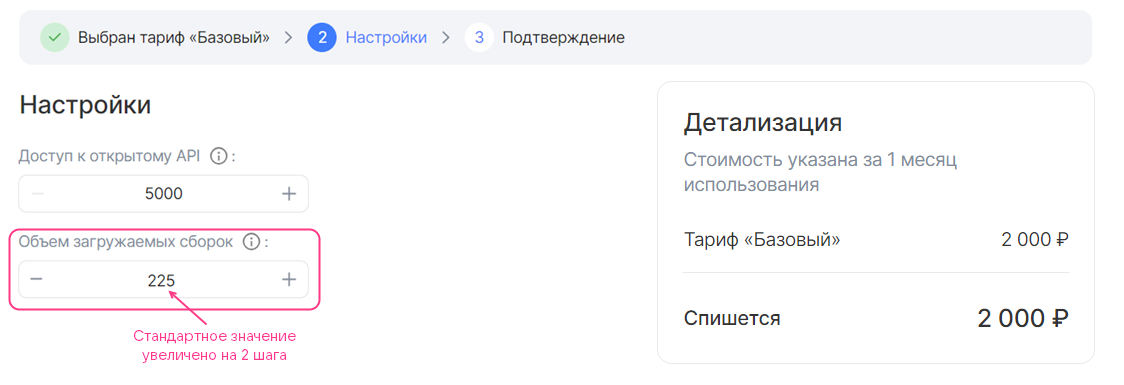 Выбран тариф «Базовый» > 2 Настройки > 3 Подтверждение
Настройки
Доступ к открытому API i :
− 5000 +
Объем загружаемых сборок i :
− 225 +
Стандартное значение
увеличено на 2 шага
Детализация
Стоимость указана за 1 месяц
использования
Тариф «Базовый» 2 000 ₽
Спишется 2 000 ₽